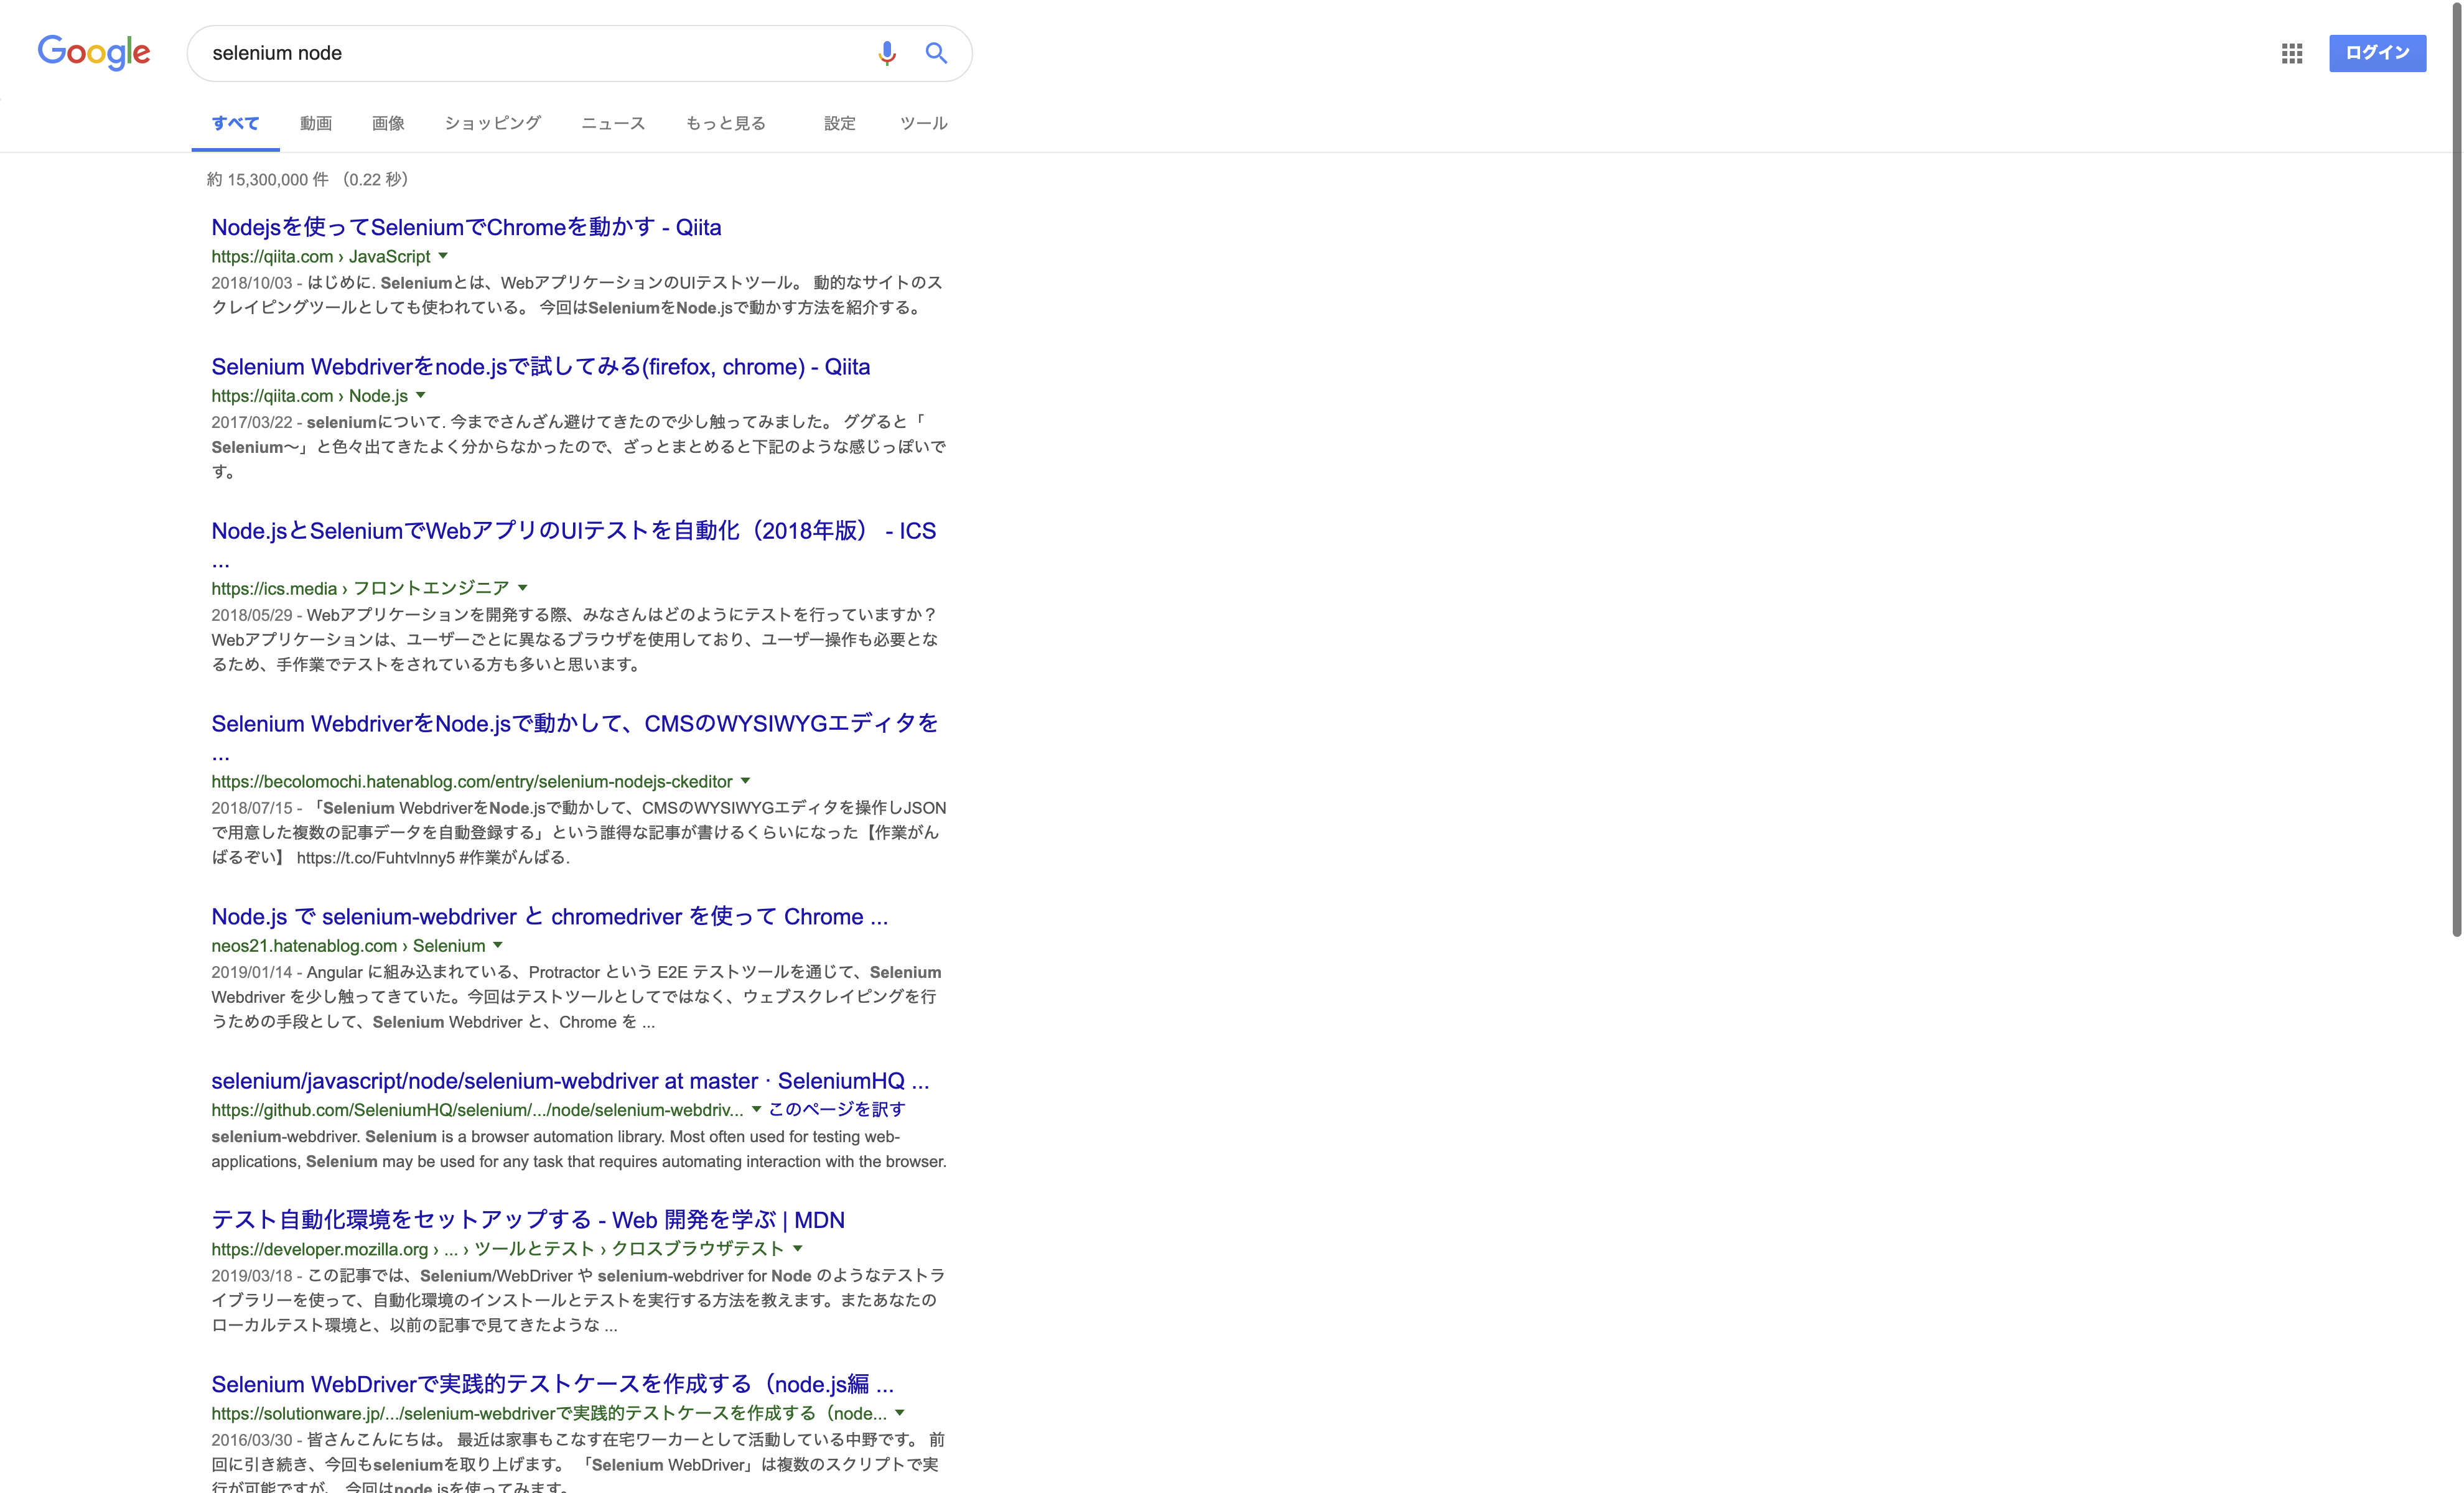 Google
selenium node
ログイン
すべて 動画 画像 ショッピング ニュース もっと見る 設定 ツール
約 15,300,000 件 （0.22 秒）
Nodejsを使ってSeleniumでChromeを動かす - Qiita
https://qiita.com › JavaScript
2018/10/03 - はじめに. Seleniumとは、WebアプリケーションのUIテストツール。 動的なサイトのス
クレイピングツールとしても使われている。 今回はSeleniumをNode.jsで動かす方法を紹介する。
Selenium Webdriverをnode.jsで試してみる(firefox, chrome) - Qiita
https://qiita.com › Node.js
2017/03/22 - seleniumについて. 今までさんざん避けてきたので少し触ってみました。 ググると「
Selenium〜」と色々出てきたよく分からなかったので、ざっとまとめると下記のような感じっぽいで
す。
Node.jsとSeleniumでWebアプリのUIテストを自動化（2018年版） - ICS
...
https://ics.media › フロントエンジニア
2018/05/29 - Webアプリケーションを開発する際、みなさんはどのようにテストを行っていますか？
Webアプリケーションは、ユーザーごとに異なるブラウザを使用しており、ユーザー操作も必要とな
るため、手作業でテストをされている方も多いと思います。
Selenium WebdriverをNode.jsで動かして、CMSのWYSIWYGエディタを
...
https://becolomochi.hatenablog.com/entry/selenium-nodejs-ckeditor
2018/07/15 - 「Selenium WebdriverをNode.jsで動かして、CMSのWYSIWYGエディタを操作しJSON
で用意した複数の記事データを自動登録する」という誰得な記事が書けるくらいになった【作業がん
ばるぞい】 https://t.co/Fuhtvlnny5 #作業がんばる.
Node.js で selenium-webdriver と chromedriver を使って Chrome ...
neos21.hatenablog.com › Selenium
2019/01/14 - Angular に組み込まれている、Protractor という E2E テストツールを通じて、Selenium
Webdriver を少し触ってきていた。今回はテストツールとしてではなく、ウェブスクレイピングを行
うための手段として、Selenium Webdriver と、Chrome を ...
selenium/javascript/node/selenium-webdriver at master · SeleniumHQ ...
https://github.com/SeleniumHQ/selenium/.../node/selenium-webdriv... このページを訳す
selenium-webdriver. Selenium is a browser automation library. Most often used for testing web-
applications, Selenium may be used for any task that requires automating interaction with the browser.
テスト自動化環境をセットアップする - Web 開発を学ぶ | MDN
https://developer.mozilla.org › ... › ツールとテスト › クロスブラウザテスト
2019/03/18 - この記事では、Selenium/WebDriver や selenium-webdriver for Node のようなテストラ
イブラリーを使って、自動化環境のインストールとテストを実行する方法を教えます。またあなたの
ローカルテスト環境と、以前の記事で見てきたような ...
Selenium WebDriverで実践的テストケースを作成する（node.js編 ...
https://solutionware.jp/.../selenium-webdriverで実践的テストケースを作成する（node...
2016/03/30 - 皆さんこんにちは。 最近は家事もこなす在宅ワーカーとして活動している中野です。 前
回に引き続き、今回もseleniumを取り上げます。 「Selenium WebDriver」は複数のスクリプトで実
行が可能ですが、 今回はnode.jsを使ってみます。